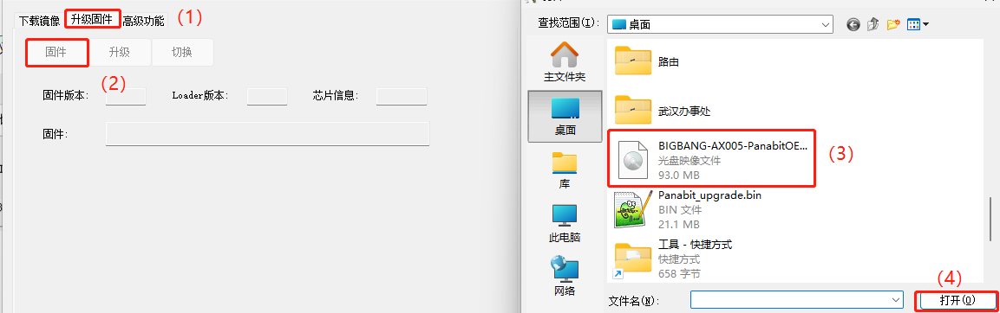 下载镜像 升级固件 高级功能 (1)
固件 升级 切换
(2)
固件版本: Loader版本: 芯片信息:
固件:
查找范围(I): 桌面
主文件夹
桌面
库
此电脑
网络
路由
武汉办事处
BIGBANG-AX005-PanabitOE...
光盘映像文件
93.0 MB
(3)
Panabit_upgrade.bin
BIN 文件
21.1 MB
工具 - 快捷方式
快捷方式
658 字节
(4)
文件名(N): 打开(O)